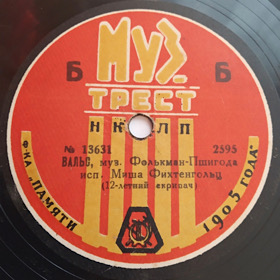 Муз
ТРЕСТ
НКЛП
Б
Б
№ 13631 2595
ВАЛЬС, муз. Фолькман-Пшигода
исп. Миша Фихтенгольц
(12-летний скрипач)
Ф-КА „ПАМЯТИ 1905 ГОДА"